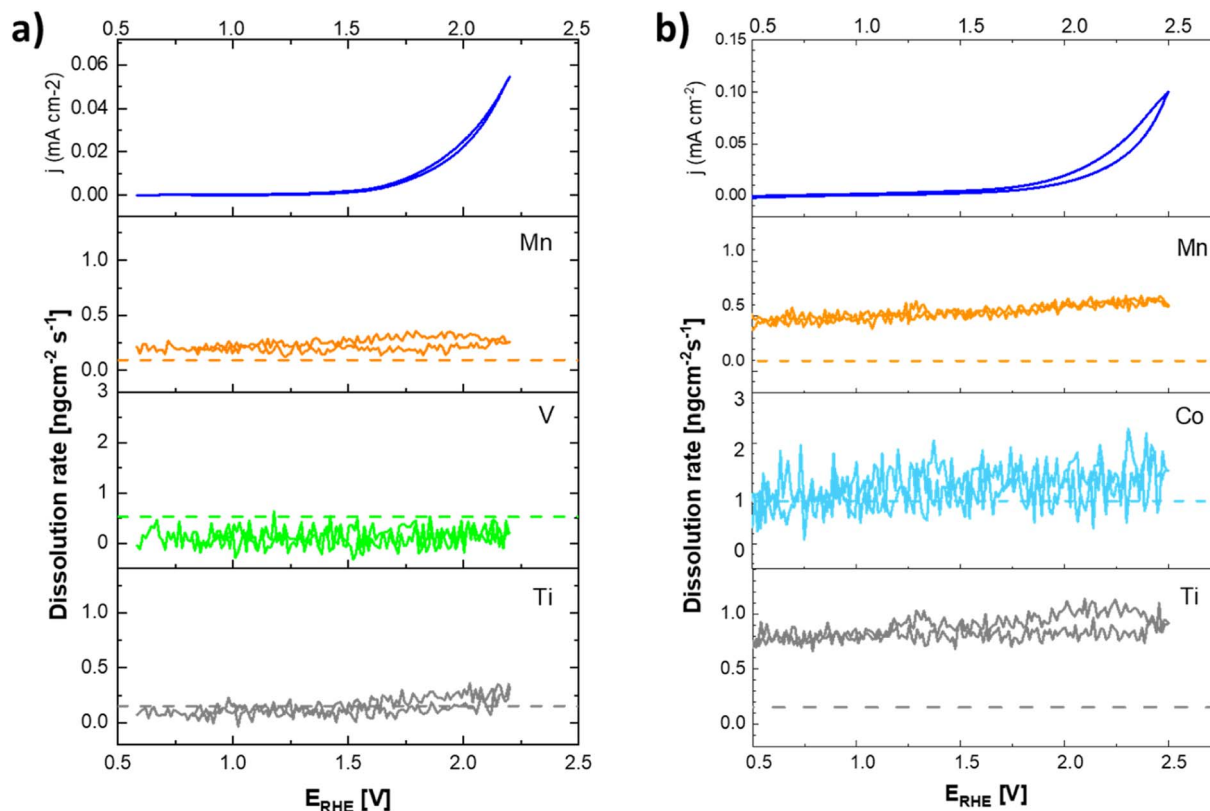 a)
0.5 1.0 1.5 2.0 2.5
j (mA cm-2)
0.06
0.04
0.02
0.00
Mn
1.0
0.5
0.0
V
3
2
1
0
Ti
1.0
0.5
0.0
Dissolution rate [ngcm⁻² s⁻¹]
0.5 1.0 1.5 2.0 2.5
E_RHE [V]
b)
0.5 1.0 1.5 2.0 2.5
j (mA cm⁻²)
0.15
0.10
0.05
0.00
Mn
1.0
0.5
0.0
Co
3
2
1
0
Ti
1.0
0.5
0.0
Dissolution rate [ngcm⁻²s⁻¹]
0.5 1.0 1.5 2.0 2.5
E_RHE [V]